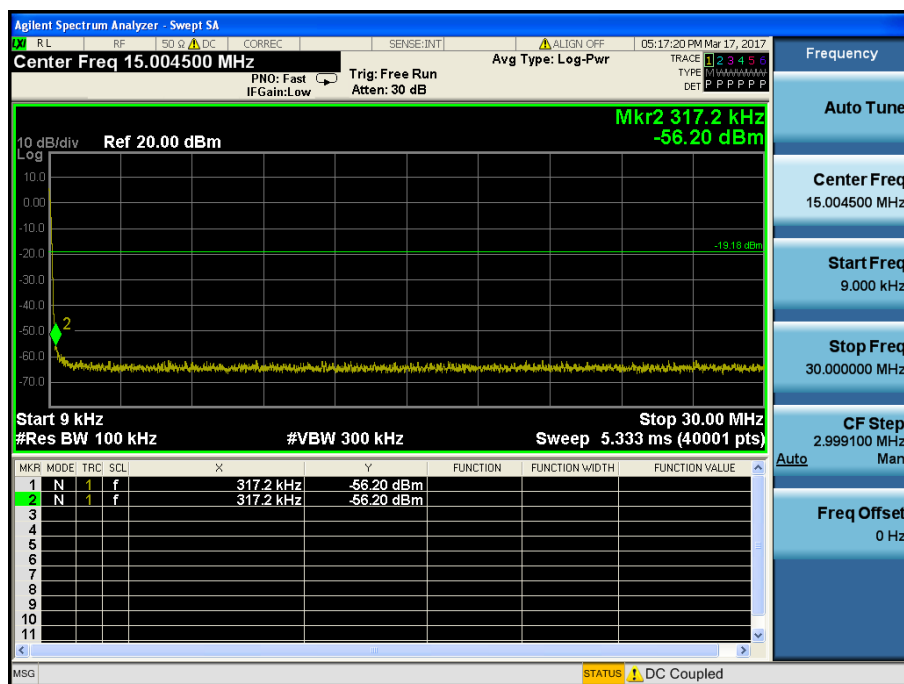 Agilent Spectrum Analyzer - Swept SA
LXI RL RF 50 Ω DC CORREC SENSE:INT ALIGN OFF 05:17:20 PM Mar 17, 2017
Center Freq 15.004500 MHz
PNO: Fast
IFGain:Low
Trig: Free Run
Atten: 30 dB
Avg Type: Log-Pwr
TRACE 1 2 3 4 5 6
TYPE M
DET P P P P P P
Mkr2 317.2 kHz
-56.20 dBm
10 dB/div
Log
Ref 20.00 dBm
10.0
0.00
-10.0
-19.18 dBm
-20.0
-30.0
-40.0
-50.0
2
-60.0
-70.0
Start 9 kHz
Stop 30.00 MHz
#Res BW 100 kHz
#VBW 300 kHz
Sweep 5.333 ms (40001 pts)
MKR MODE TRC SCL X Y FUNCTION FUNCTION WIDTH FUNCTION VALUE
1 N 1 f 317.2 kHz -56.20 dBm
2 N 1 f 317.2 kHz -56.20 dBm
3
4
5
6
7
8
9
10
11
MSG
STATUS
DC Coupled
Frequency
Auto Tune
Center Freq
15.004500 MHz
Start Freq
9.000 kHz
Stop Freq
30.000000 MHz
CF Step
2.999100 MHz
Auto Man
Freq Offset
0 Hz